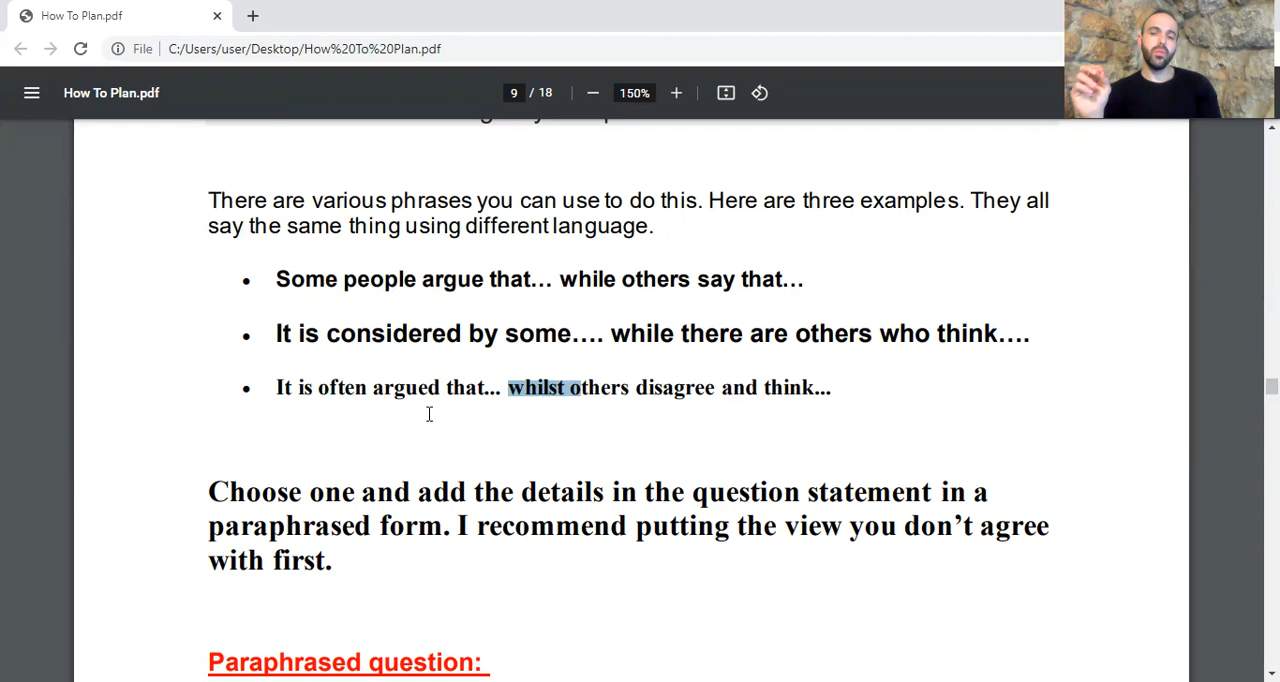 How To Plan.pdf
File C:/Users/user/Desktop/How%20To%20Plan.pdf
How To Plan.pdf 9 / 18 150%
There are various phrases you can use to do this. Here are three examples. They all
say the same thing using different language.
• Some people argue that… while others say that…
• It is considered by some…. while there are others who think….
• It is often argued that... whilst others disagree and think...
Choose one and add the details in the question statement in a
paraphrased form. I recommend putting the view you don’t agree
with first.
Paraphrased question: